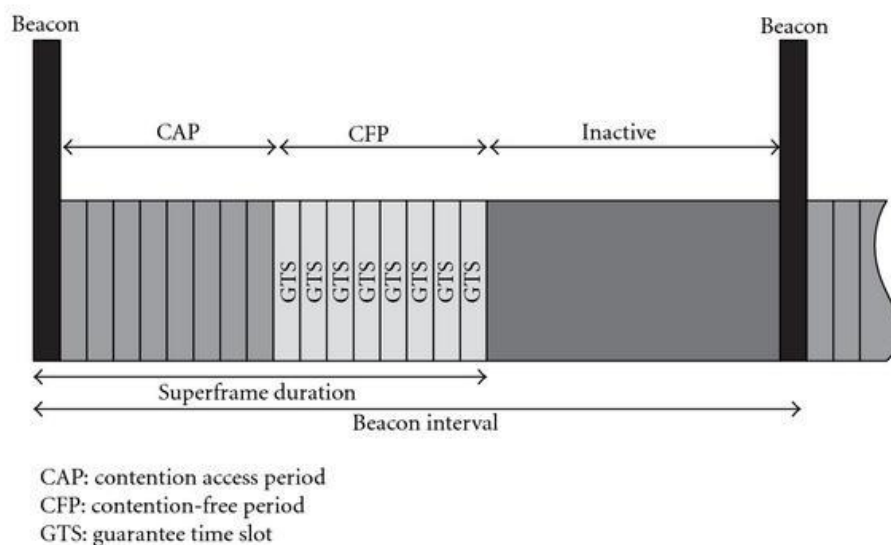 Beacon
Beacon
CAP
CFP
Inactive
GTS
GTS
GTS
GTS
GTS
GTS
GTS
GTS
Superframe duration
Beacon interval
CAP: contention access period
CFP: contention-free period
GTS: guarantee time slot